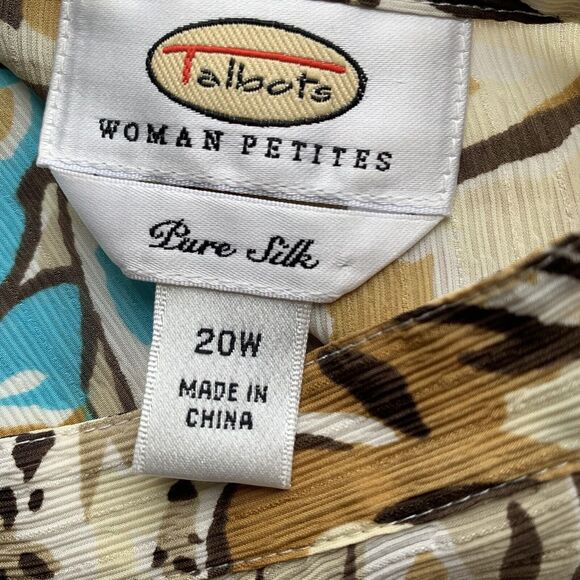 Talbots
WOMAN PETITES
Pure Silk
20W
MADE IN
CHINA